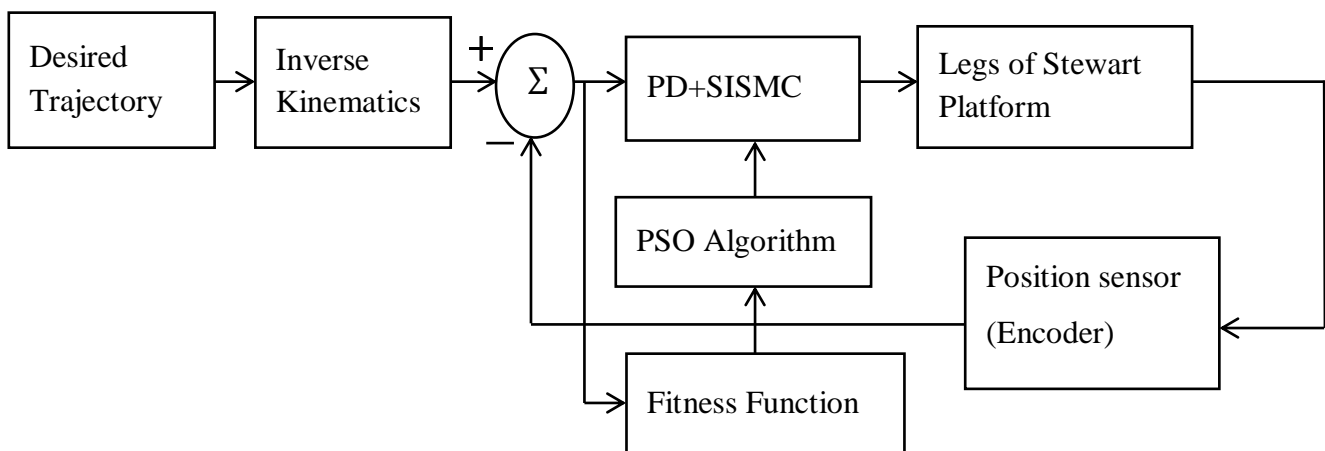 Desired
Trajectory
Inverse
Kinematics
+
Σ
−
PD+SISMC
Legs of Stewart
Platform
PSO Algorithm
Position sensor
(Encoder)
Fitness Function